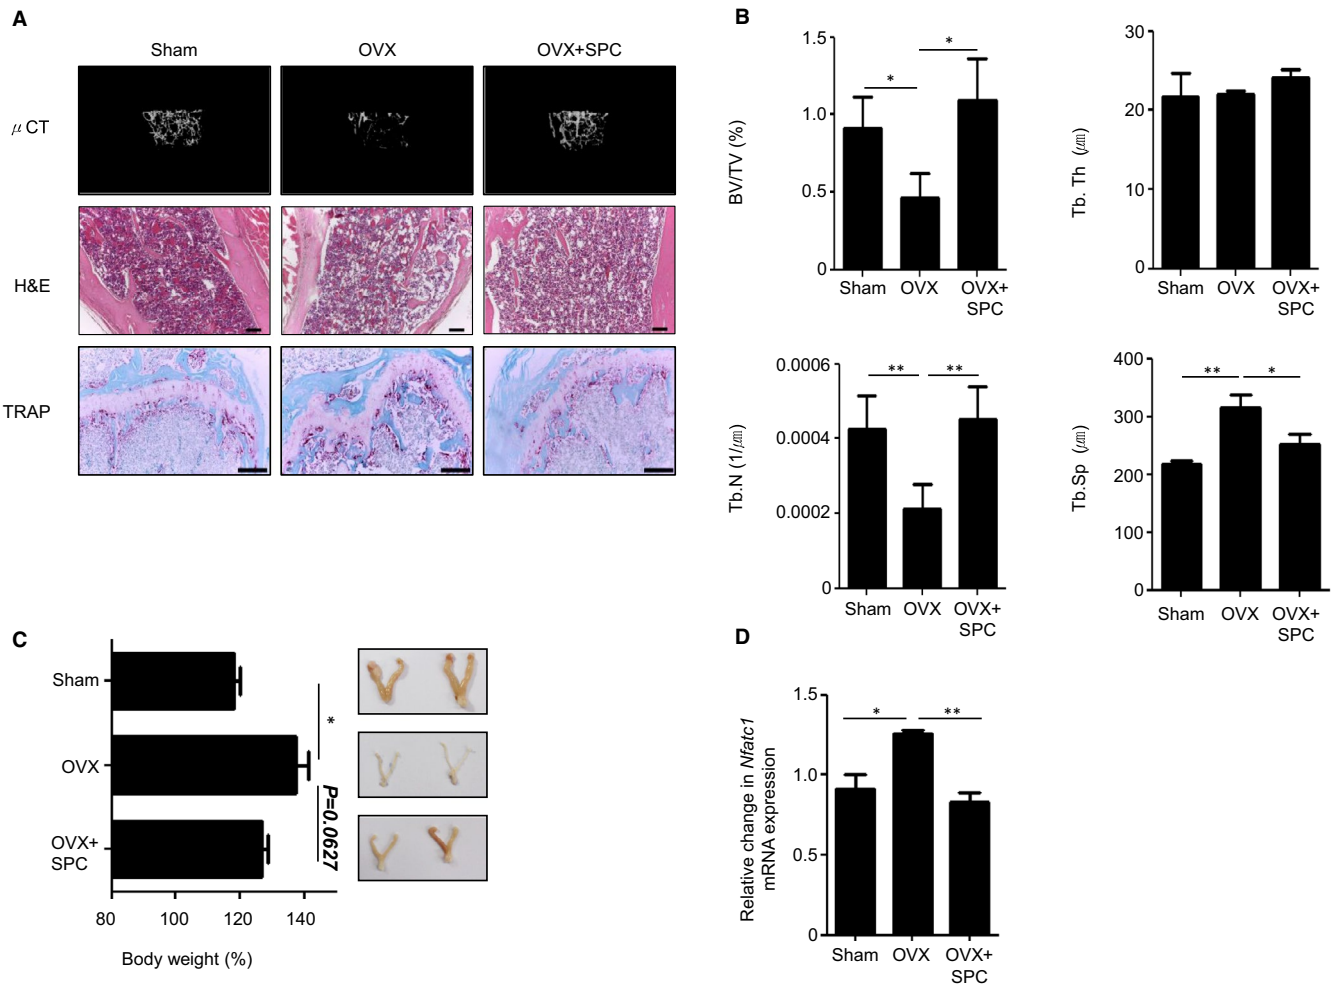 A
Sham
OVX
OVX+SPC
μ CT
H&E
TRAP
B
BV/TV (%)
1.5
1.0
0.5
0
*
*
Sham
OVX
OVX+
SPC
Tb. Th (㎛)
30
20
10
0
Sham
OVX
OVX+
SPC
Tb.N (1/㎛)
0.0006
0.0004
0.0002
0
**
**
Sham
OVX
OVX+
SPC
Tb.Sp (㎛)
400
300
200
100
0
**
*
Sham
OVX
OVX+
SPC
C
Sham
OVX
OVX+
SPC
*
P=0.0627
80
100
120
140
Body weight (%)
D
Relative change in Nfatc1
mRNA expression
1.5
1.0
0.5
0
*
**
Sham
OVX
OVX+
SPC